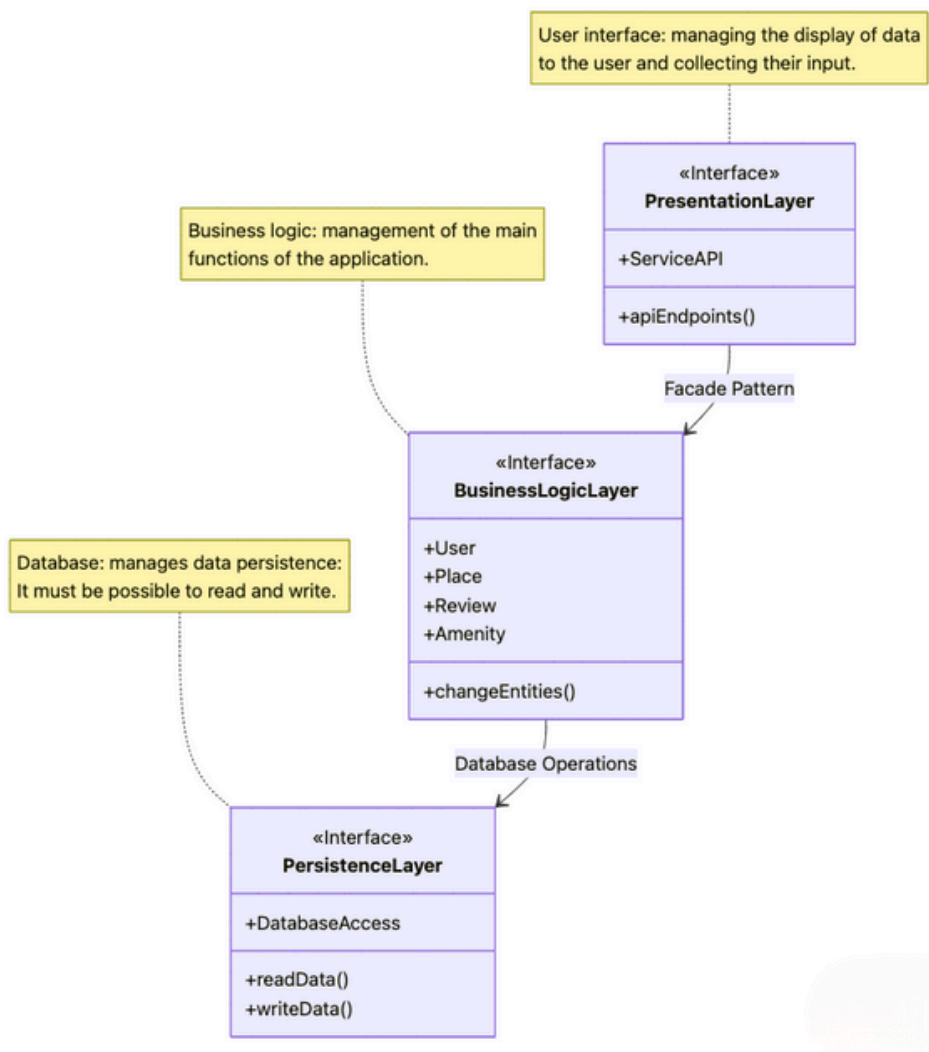 User interface: managing the display of data
to the user and collecting their input.
«Interface»
PresentationLayer
+ServiceAPI
+apiEndpoints()
Facade Pattern
Business logic: management of the main
functions of the application.
«Interface»
BusinessLogicLayer
+User
+Place
+Review
+Amenity
+changeEntities()
Database Operations
Database: manages data persistence:
It must be possible to read and write.
«Interface»
PersistenceLayer
+DatabaseAccess
+readData()
+writeData()